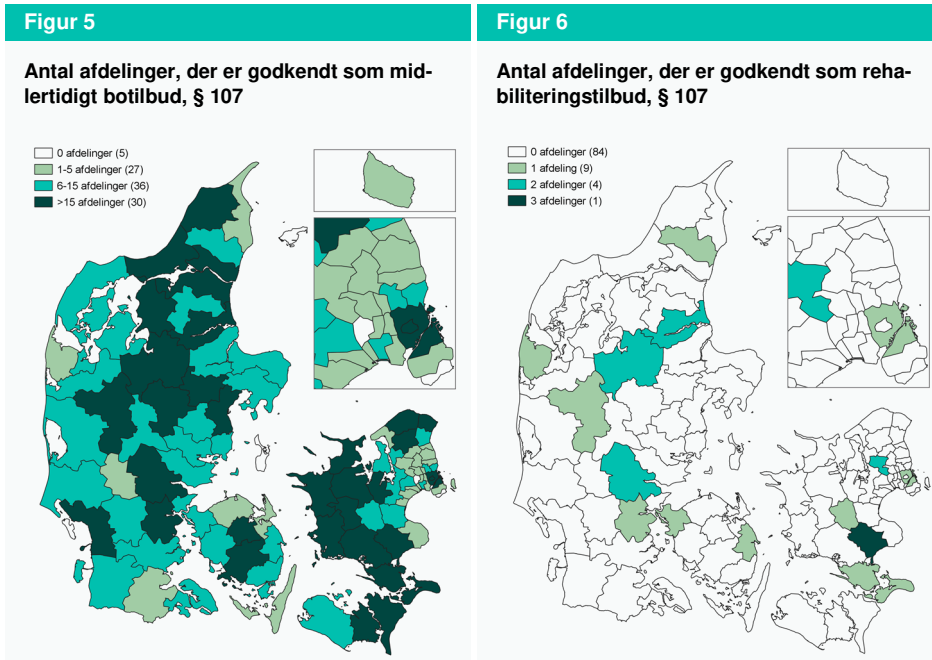 Figur 5
Antal afdelinger, der er godkendt som mid-
lertidigt botilbud, § 107
0 afdelinger (5)
1-5 afdelinger (27)
6-15 afdelinger (36)
>15 afdelinger (30)
Figur 6
Antal afdelinger, der er godkendt som reha-
biliteringstilbud, § 107
0 afdelinger (84)
1 afdeling (9)
2 afdelinger (4)
3 afdelinger (1)